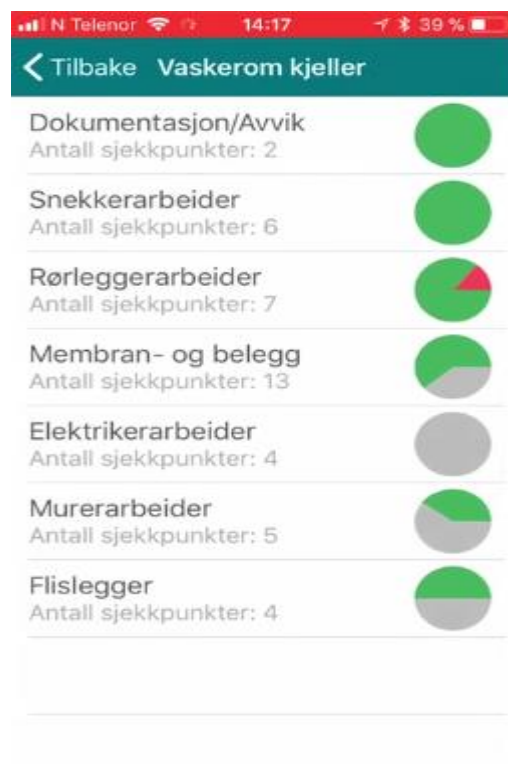 N Telenor 14:17 39 %
Tilbake Vaskerom kjeller
Dokumentasjon/Avvik
Antall sjekkpunkter: 2
Snekkerarbeider
Antall sjekkpunkter: 6
Rørleggerarbeider
Antall sjekkpunkter: 7
Membran- og belegg
Antall sjekkpunkter: 13
Elektrikerarbeider
Antall sjekkpunkter: 4
Murerarbeider
Antall sjekkpunkter: 5
Flislegger
Antall sjekkpunkter: 4